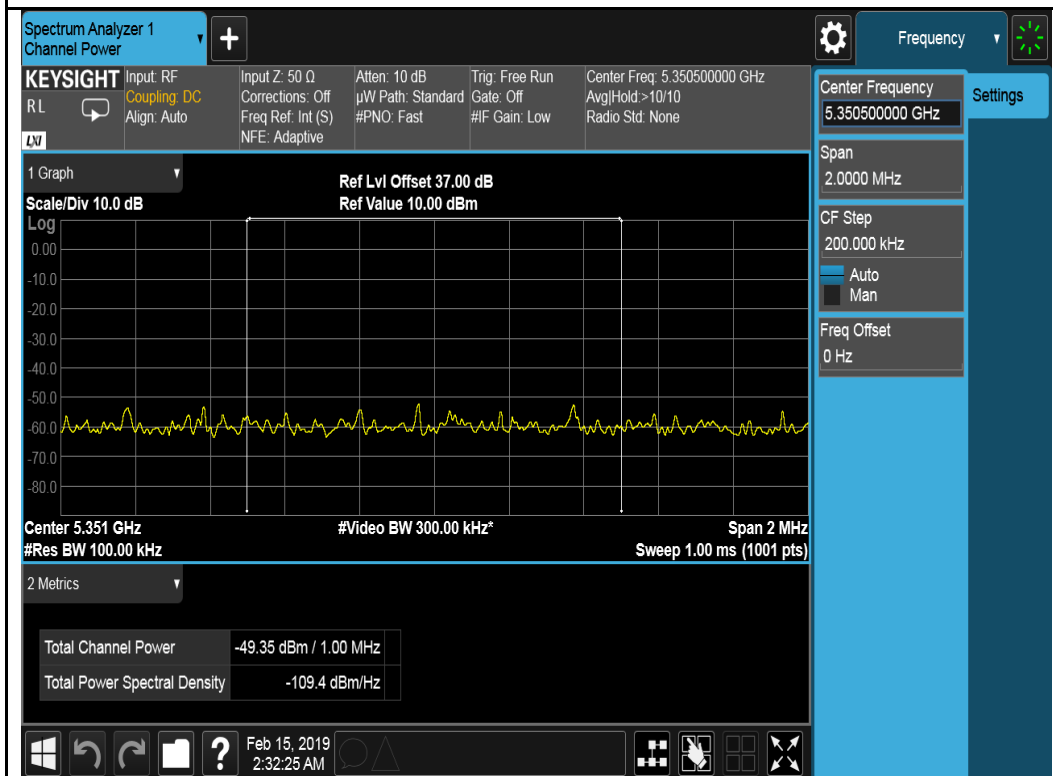 Spectrum Analyzer 1
Channel Power
+
Frequency
KEYSIGHT
RL
LXI
Input: RF
Coupling: DC
Align: Auto
Input Z: 50 Ω
Corrections: Off
Freq Ref: Int (S)
NFE: Adaptive
Atten: 10 dB
µW Path: Standard
#PNO: Fast
Trig: Free Run
Gate: Off
#IF Gain: Low
Center Freq: 5.350500000 GHz
Avg|Hold:>10/10
Radio Std: None
Center Frequency
5.350500000 GHz
Settings
Span
2.0000 MHz
CF Step
200.000 kHz
Auto
Man
Freq Offset
0 Hz
1 Graph
Scale/Div 10.0 dB
Ref Lvl Offset 37.00 dB
Ref Value 10.00 dBm
Log
0.00
-10.0
-20.0
-30.0
-40.0
-50.0
-60.0
-70.0
-80.0
Center 5.351 GHz
#Video BW 300.00 kHz*
Span 2 MHz
#Res BW 100.00 kHz
Sweep 1.00 ms (1001 pts)
2 Metrics
Total Channel Power -49.35 dBm / 1.00 MHz
Total Power Spectral Density -109.4 dBm/Hz
?
Feb 15, 2019
2:32:25 AM